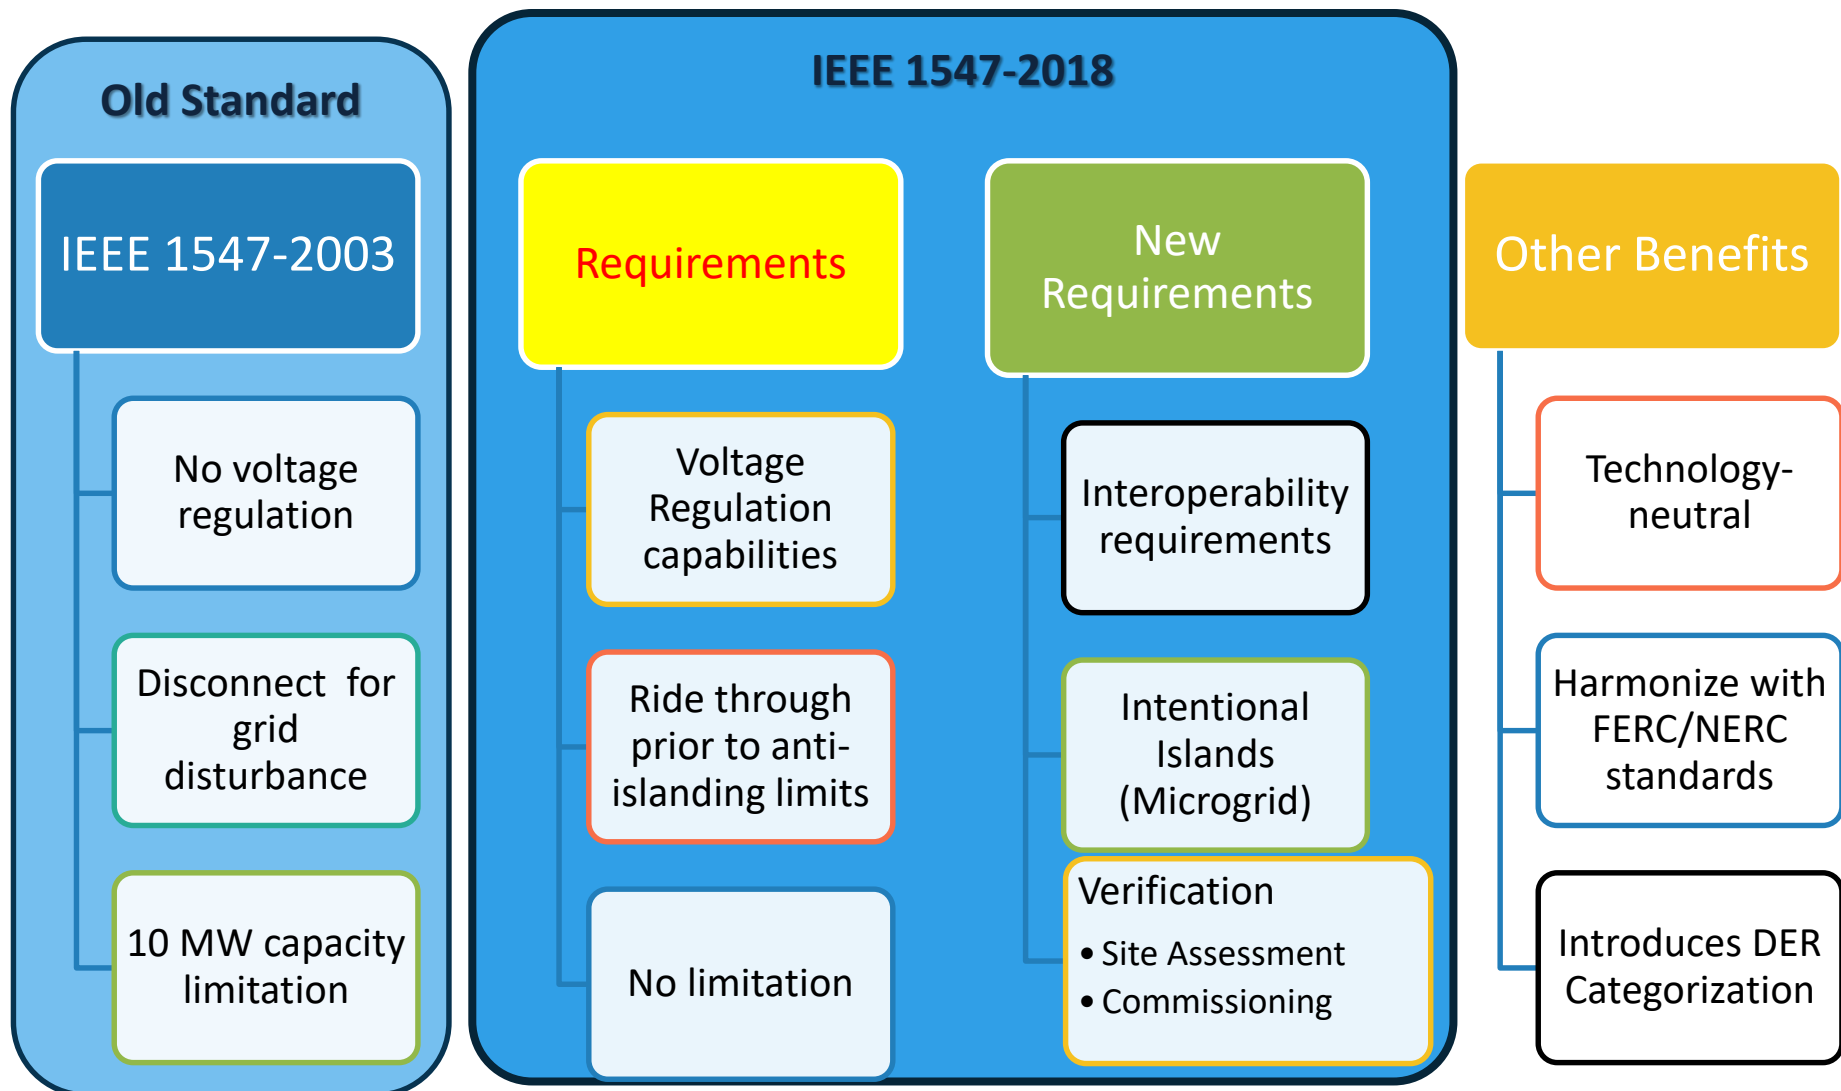 Old Standard
IEEE 1547-2003
No voltage
regulation
Disconnect  for
grid
disturbance
10 MW capacity
limitation
IEEE 1547-2018
Requirements
Voltage
Regulation
capabilities
Ride through
prior to anti-
islanding limits
No limitation
New
Requirements
Interoperability
requirements
Intentional
Islands
(Microgrid)
Verification
• Site Assessment
• Commissioning
Other Benefits
Technology-
neutral
Harmonize with
FERC/NERC
standards
Introduces DER
Categorization